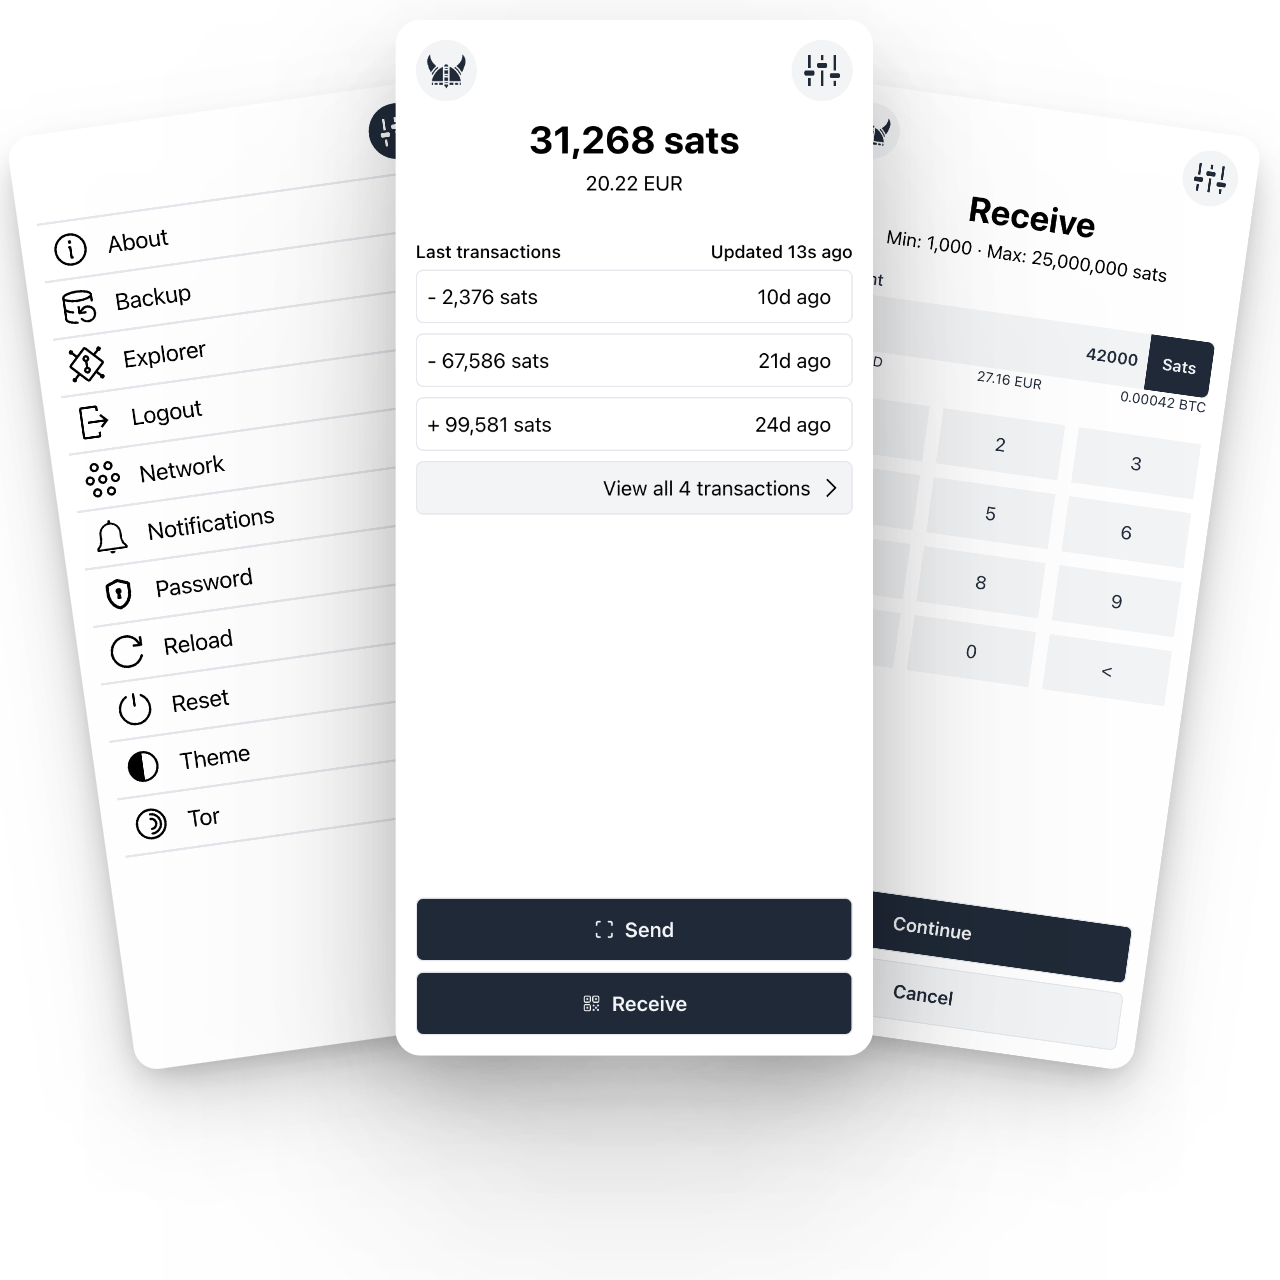 About
Backup
Explorer
Logout
Network
Notifications
Password
Reload
Reset
Theme
Tor
31,268 sats
20.22 EUR
Last transactions Updated 13s ago
- 2,376 sats 10d ago
- 67,586 sats 21d ago
+ 99,581 sats 24d ago
View all 4 transactions >
Send
Receive
Receive
Min: 1,000 · Max: 25,000,000 sats
nt
42000 Sats
D 27.16 EUR 0.00042 BTC
2 3
5 6
8 9
0 <
Continue
Cancel